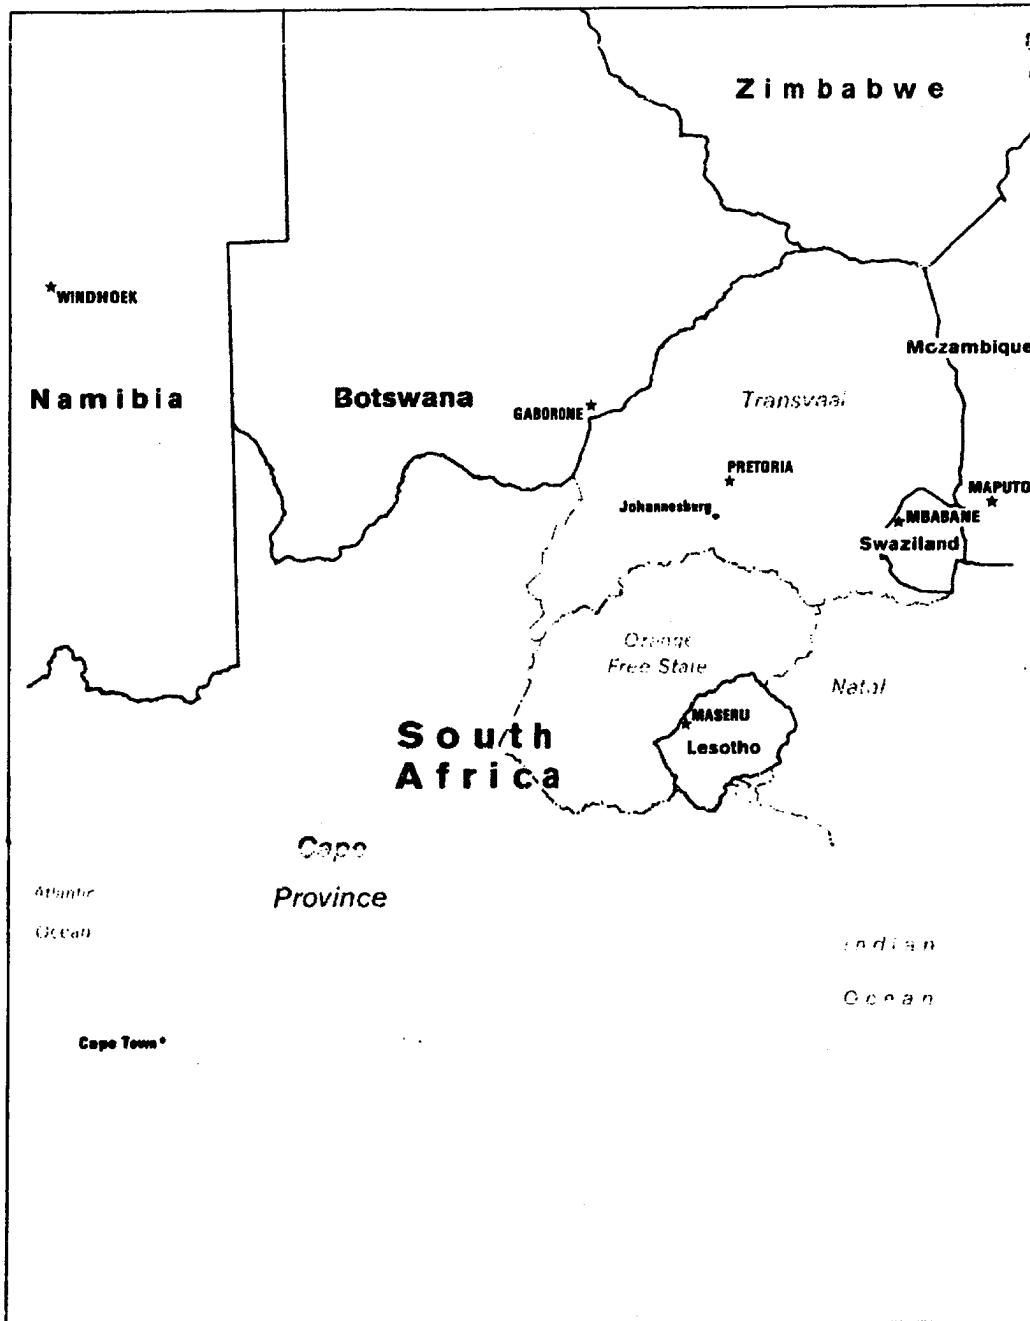 Zimbabwe
WINDHOEK
Mozambique
Namibia
Botswana
GABORONE
Transvaal
PRETORIA
MAPUTO
Johannesburg
MBABANE
Swaziland
Orange
Free State
Natal
MASERU
South
Africa
Lesotho
Cape
Province
Atlantic
Ocean
Indian
Ocean
Cape Town